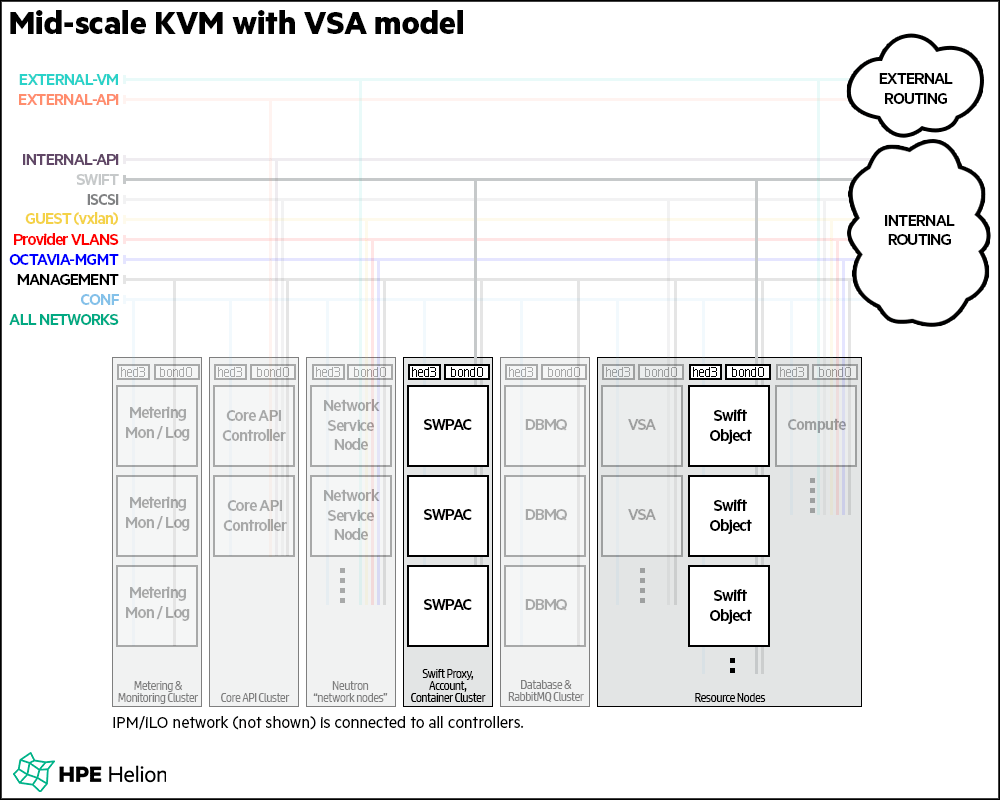 Mid-scale KVM with VSA model
EXTERNAL-VM
EXTERNAL-API
EXTERNAL
ROUTING
INTERNAL-API
SWIFT
ISCSI
GUEST (vxlan)
Provider VLANS
OCTAVIA-MGMT
MANAGEMENT
CONF
ALL NETWORKS
INTERNAL
ROUTING
hed3 bond0 hed3 bond0 hed3 bond0 hed3 bond0 hed3 bond0 hed3 bond0 hed3 bond0 hed3 bond0
Metering
Mon / Log
Core API
Controller
Network
Service
Node
SWPAC
DBMQ
VSA
Swift
Object
Compute
Metering
Mon / Log
Core API
Controller
Network
Service
Node
SWPAC
DBMQ
VSA
Swift
Object
Metering
Mon / Log
SWPAC
DBMQ
Swift
Object
Metering &
Monitoring Cluster
Core API Cluster
Neutron
"network nodes"
Swift Proxy,
Account,
Container Cluster
Database &
RabbitMQ Cluster
Resource Nodes
IPM/ILO network (not shown) is connected to all controllers.
HPE Helion